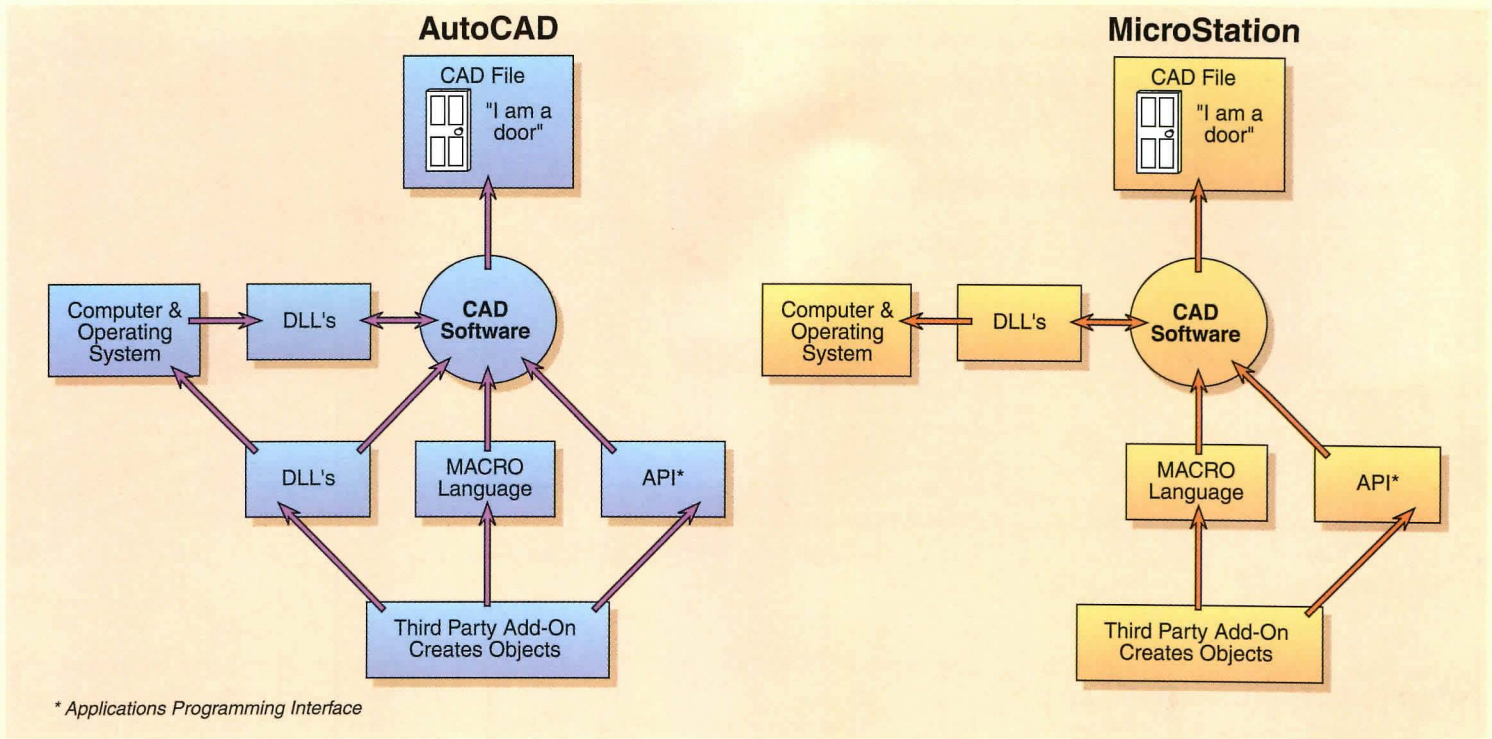 AutoCAD
CAD File
"I am a
door"
Computer &
Operating
System
DLL's
CAD
Software
DLL's
MACRO
Language
API*
Third Party Add-On
Creates Objects
* Applications Programming Interface
MicroStation
CAD File
"I am a
door"
Computer &
Operating
System
DLL's
CAD
Software
MACRO
Language
API*
Third Party Add-On
Creates Objects